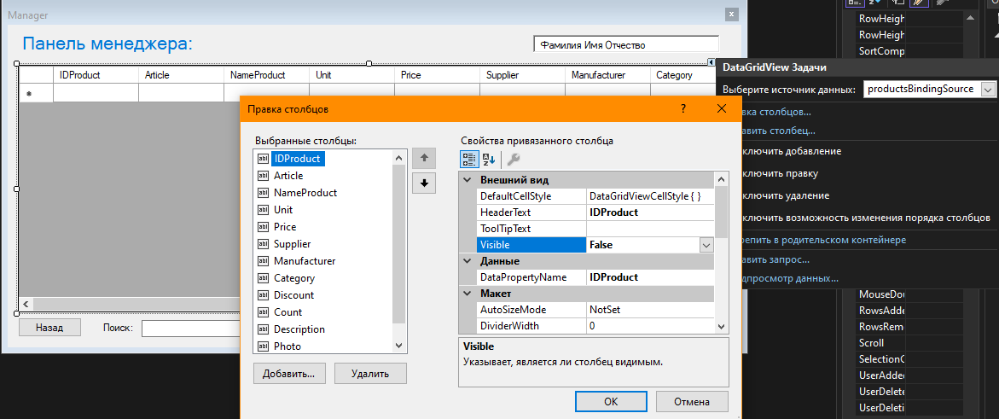 Manager
Панель менеджера:
Фамилия Имя Отчество
IDProduct Article NameProduct Unit Price Supplier Manufacturer Category
Назад Поиск:
Правка столбцов
Выбранные столбцы:
IDProduct
Article
NameProduct
Unit
Price
Supplier
Manufacturer
Category
Discount
Count
Description
Photo
Добавить... Удалить
Свойства привязанного столбца
Внешний вид
DefaultCellStyle DataGridViewCellStyle { }
HeaderText IDProduct
ToolTipText
Visible False
Данные
DataPropertyName IDProduct
Макет
AutoSizeMode NotSet
DividerWidth 0
Visible
Указывает, является ли столбец видимым.
OK Отмена
DataGridView Задачи
Выберите источник данных: productsBindingSource
вка столбцов...
авить столбец...
ключить добавление
ключить правку
ключить удаление
ключить возможность изменения порядка столбцов
репить в родительском контейнере
авить запрос...
дпросмотр данных...
RowHeigh
RowHeigh
SortComp
MouseDou
RowsAdde
RowsRem
Scroll
SelectionC
UserAdde
UserDelete
UserDeleti